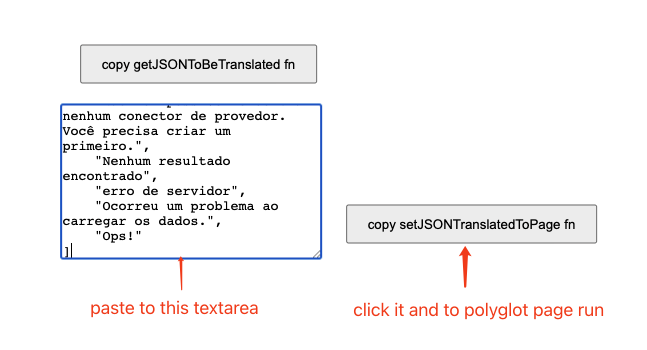 copy getJSONToBeTranslated fn
nenhum conector de provedor.
Você precisa criar um
primeiro.",
"Nenhum resultado
encontrado",
"erro de servidor",
"Ocorreu um problema ao
carregar os dados.",
"Ops!"
]
copy setJSONTranslatedToPage fn
paste to this textarea
click it and to polyglot page run